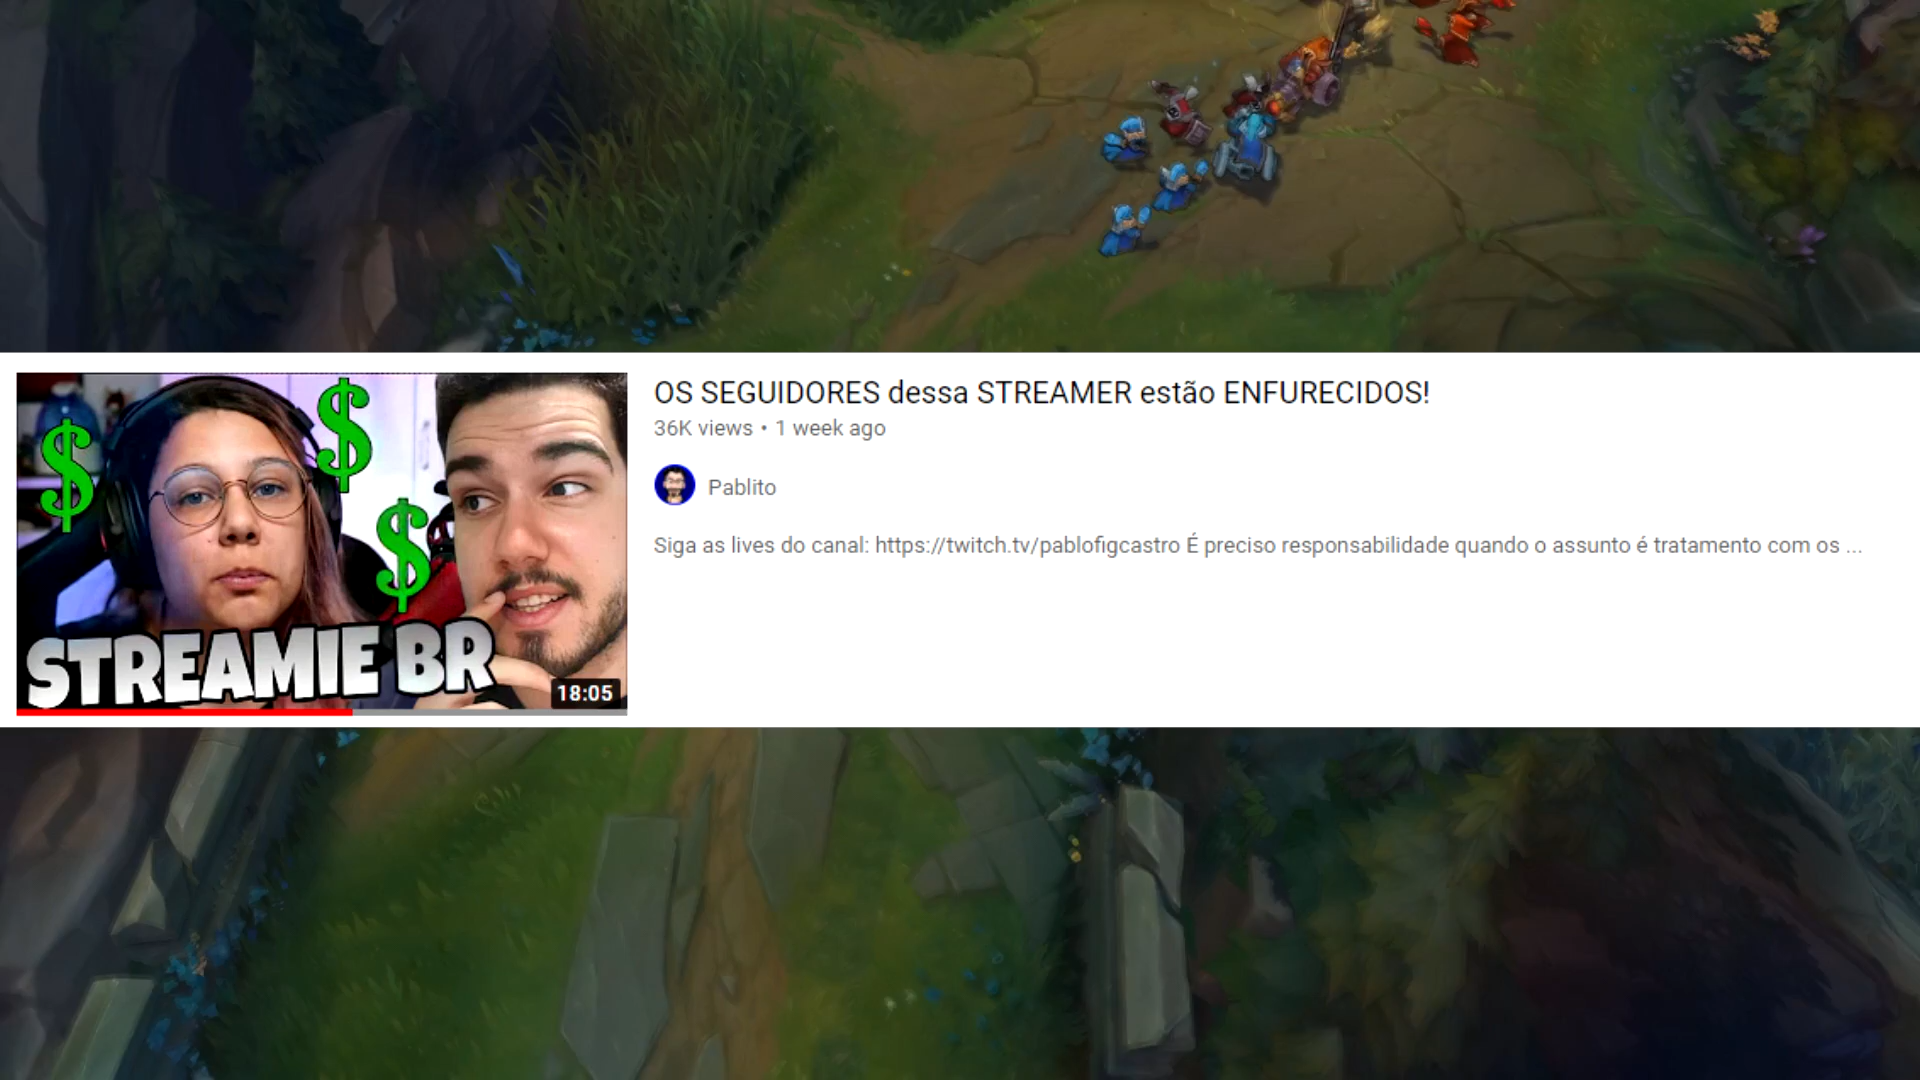 OS SEGUIDORES dessa STREAMER estão ENFURECIDOS!
36K views • 1 week ago
Pablito
Siga as lives do canal: https://twitch.tv/pablofigcastro É preciso responsabilidade quando o assunto é tratamento com os ...
$
$
$
STREAMIE BR
18:05